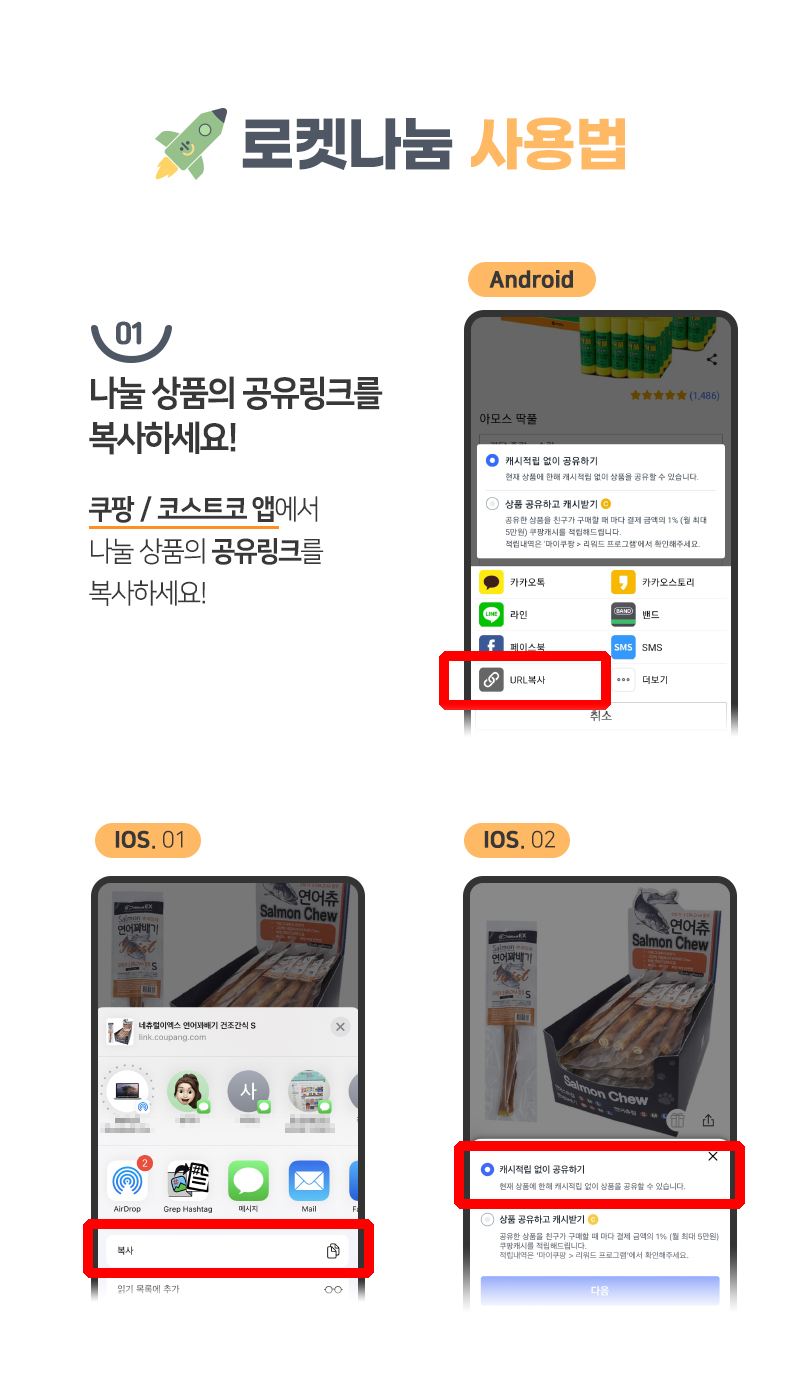 로켓나눔 사용법
01
나눌 상품의 공유링크를
복사하세요!
쿠팡 / 코스트코 앱에서
나눌 상품의 공유링크를
복사하세요!
Android
(1,486)
아모스 딱풀
캐시적립 없이 공유하기
현재 상품에 한해 캐시적립 없이 상품을 공유할 수 있습니다.
상품 공유하고 캐시받기 C
공유한 상품을 친구가 구매할 때 마다 결제 금액의 1% (월 최대
5만원) 쿠팡캐시를 적립해드립니다.
적립내역은 '마이쿠팡 > 리워드 프로그램'에서 확인해주세요.
카카오톡
카카오스토리
LINE 라인
BAND 밴드
페이스북
SMS SMS
URL복사
더보기
취소
IOS. 01
연어츄
Salmon Chew
Salmon
연어꽈배기
Twist
S
네츄럴이엑스 연어꽈배기 건조간식 S
link.coupang.com
사
2
AirDrop
Grep Hashtag
메시지
Mail
Fa
복사
읽기 목록에 추가
IOS. 02
연어츄
Salmon Chew
EX
Salmon
연어꽈배기
Twist
S
Salmon Chew
캐시적립 없이 공유하기
현재 상품에 한해 캐시적립 없이 상품을 공유할 수 있습니다.
상품 공유하고 캐시받기 C
공유한 상품을 친구가 구매할 때 마다 결제 금액의 1% (월 최대 5만원)
쿠팡캐시를 적립해드립니다.
적립내역은 '마이쿠팡 > 리워드 프로그램'에서 확인해주세요.
다음